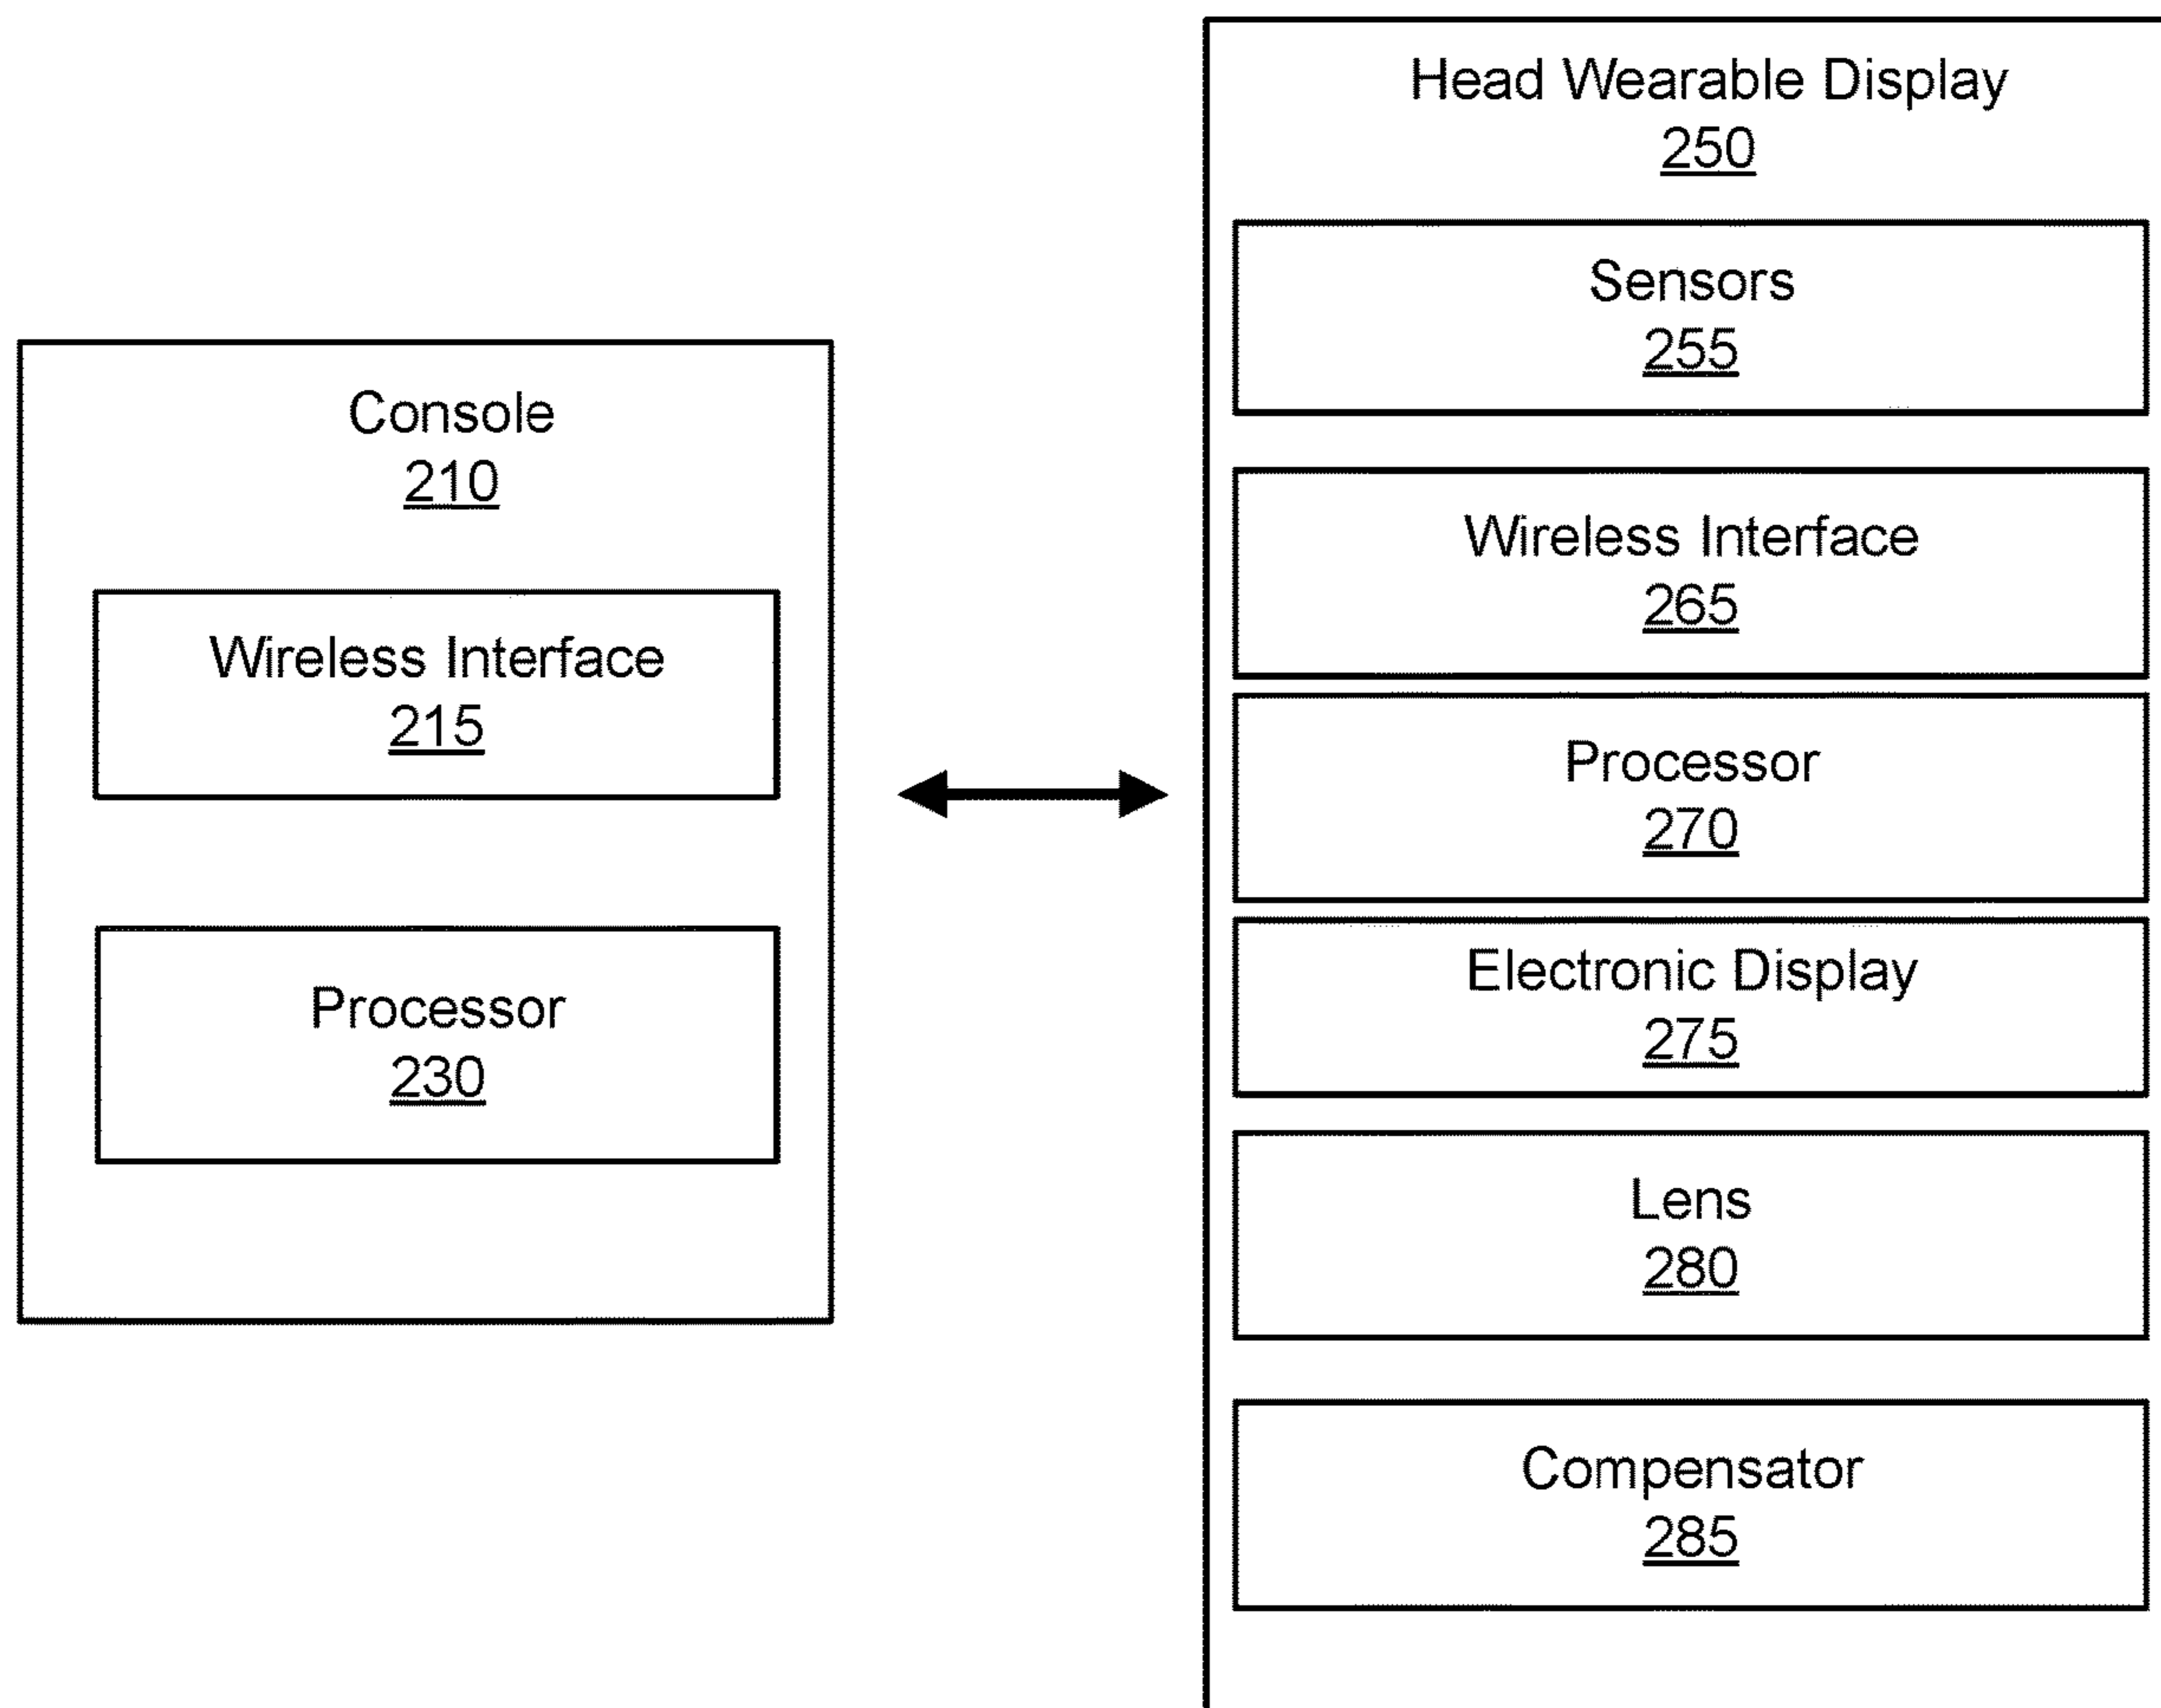 Console
210
Wireless Interface
215
Processor
230
Head Wearable Display
250
Sensors
255
Wireless Interface
265
Processor
270
Electronic Display
275
Lens
280
Compensator
285